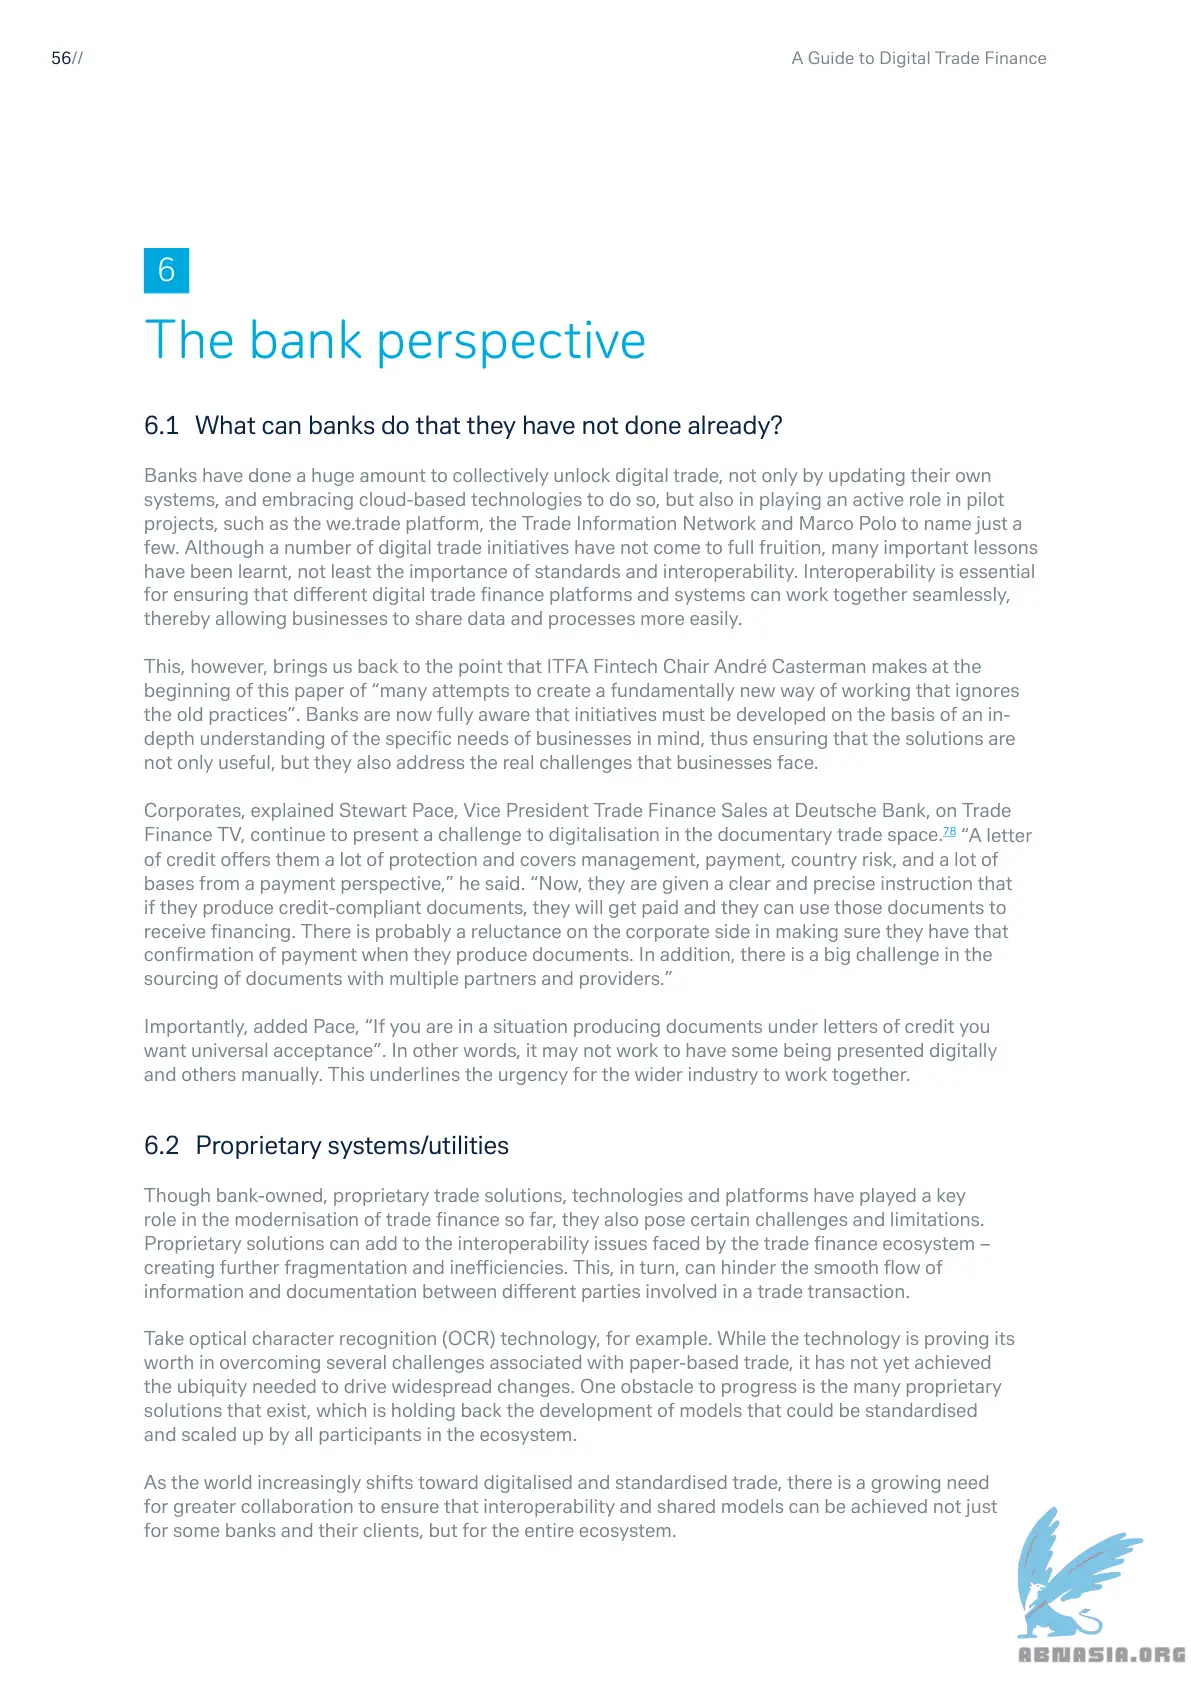 56//
A Guide to Digital Trade Finance
6
The bank perspective
6.1 What can banks do that they have not done already?
Banks have done a huge amount to collectively unlock digital trade, not only by updating their own
systems, and embracing cloud-based technologies to do so, but also in playing an active role in pilot
projects, such as the we.trade platform, the Trade Information Network and Marco Polo to name just a
few. Although a number of digital trade initiatives have not come to full fruition, many important lessons
have been learnt, not least the importance of standards and interoperability. Interoperability is essential
for ensuring that different digital trade finance platforms and systems can work together seamlessly,
thereby allowing businesses to share data and processes more easily.
This, however, brings us back to the point that ITFA Fintech Chair André Casterman makes at the
beginning of this paper of “many attempts to create a fundamentally new way of working that ignores
the old practices”. Banks are now fully aware that initiatives must be developed on the basis of an in-
depth understanding of the specific needs of businesses in mind, thus ensuring that the solutions are
not only useful, but they also address the real challenges that businesses face.
Corporates, explained Stewart Pace, Vice President Trade Finance Sales at Deutsche Bank, on Trade
Finance TV, continue to present a challenge to digitalisation in the documentary trade space.78 “A letter
of credit offers them a lot of protection and covers management, payment, country risk, and a lot of
bases from a payment perspective,” he said. “Now, they are given a clear and precise instruction that
if they produce credit-compliant documents, they will get paid and they can use those documents to
receive financing. There is probably a reluctance on the corporate side in making sure they have that
confirmation of payment when they produce documents. In addition, there is a big challenge in the
sourcing of documents with multiple partners and providers.”
Importantly, added Pace, “If you are in a situation producing documents under letters of credit you
want universal acceptance”. In other words, it may not work to have some being presented digitally
and others manually. This underlines the urgency for the wider industry to work together.
6.2 Proprietary systems/utilities
Though bank-owned, proprietary trade solutions, technologies and platforms have played a key
role in the modernisation of trade finance so far, they also pose certain challenges and limitations.
Proprietary solutions can add to the interoperability issues faced by the trade finance ecosystem –
creating further fragmentation and inefficiencies. This, in turn, can hinder the smooth flow of
information and documentation between different parties involved in a trade transaction.
Take optical character recognition (OCR) technology, for example. While the technology is proving its
worth in overcoming several challenges associated with paper-based trade, it has not yet achieved
the ubiquity needed to drive widespread changes. One obstacle to progress is the many proprietary
solutions that exist, which is holding back the development of models that could be standardised
and scaled up by all participants in the ecosystem.
As the world increasingly shifts toward digitalised and standardised trade, there is a growing need
for greater collaboration to ensure that interoperability and shared models can be achieved not just
for some banks and their clients, but for the entire ecosystem.
ABNASIA.ORG